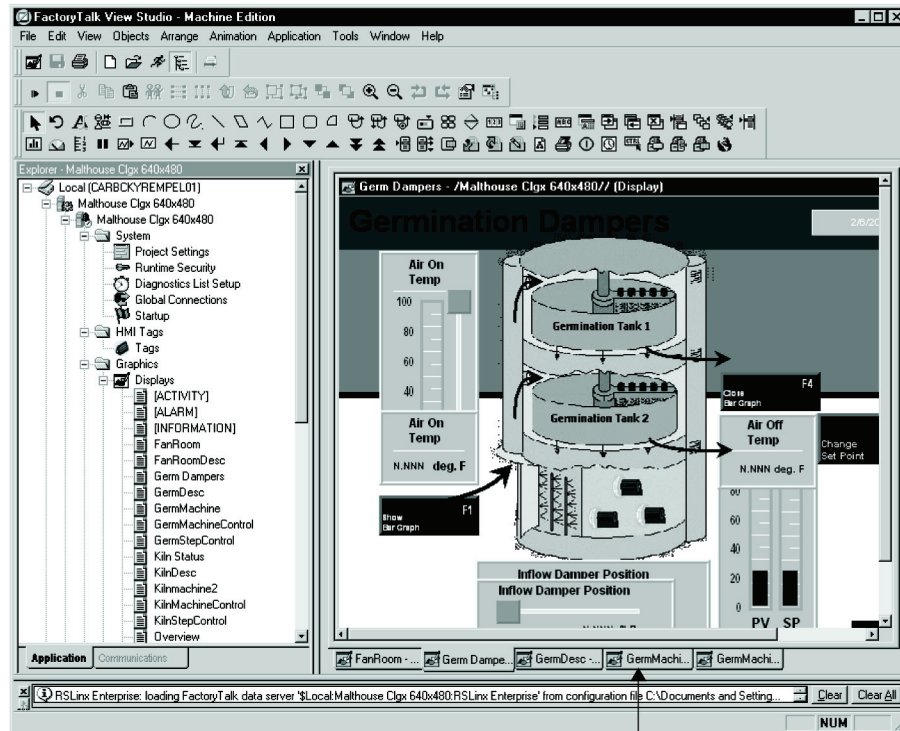 FactoryTalk View Studio - Machine Edition
File Edit View Objects Arrange Animation Application Tools Window Help
Explorer - Malthouse Clgx 640x480
Local (CARBCKYREMPEL01)
Malthouse Clgx 640x480
Malthouse Clgx 640x480
System
Project Settings
Runtime Security
Diagnostics List Setup
Global Connections
Startup
HMI Tags
Tags
Graphics
Displays
[ACTIVITY]
[ALARM]
[INFORMATION]
FanRoom
FanRoomDesc
Germ Dampers
GermDesc
GermMachine
GermMachineControl
GermStepControl
Kiln Status
KilnDesc
Kilnmachine2
KilnMachineControl
KilnStepControl
Overview
Application Communications
Germ Dampers - /Malthouse Clgx 640x480// (Display)
Germination Dampers
2/6/20
Air On
Temp
100
80
60
40
Air On
Temp
N.NNN deg. F
Show
Bar Graph
F1
Germination Tank 1
Germination Tank 2
Close
Bar Graph
F4
Air Off
Temp
N.NNN deg. F
Change
Set Point
80
60
40
20
0
PV SP
Inflow Damper Position
Inflow Damper Position
FanRoom - ... Germ Dampe... GermDesc -... GermMachi... GermMachi...
RSLinx Enterprise: loading FactoryTalk data server '$Local:Malthouse Clgx 640x480:RSLinx Enterprise' from configuration file C:\Documents and Setting...
Clear Clear All
NUM